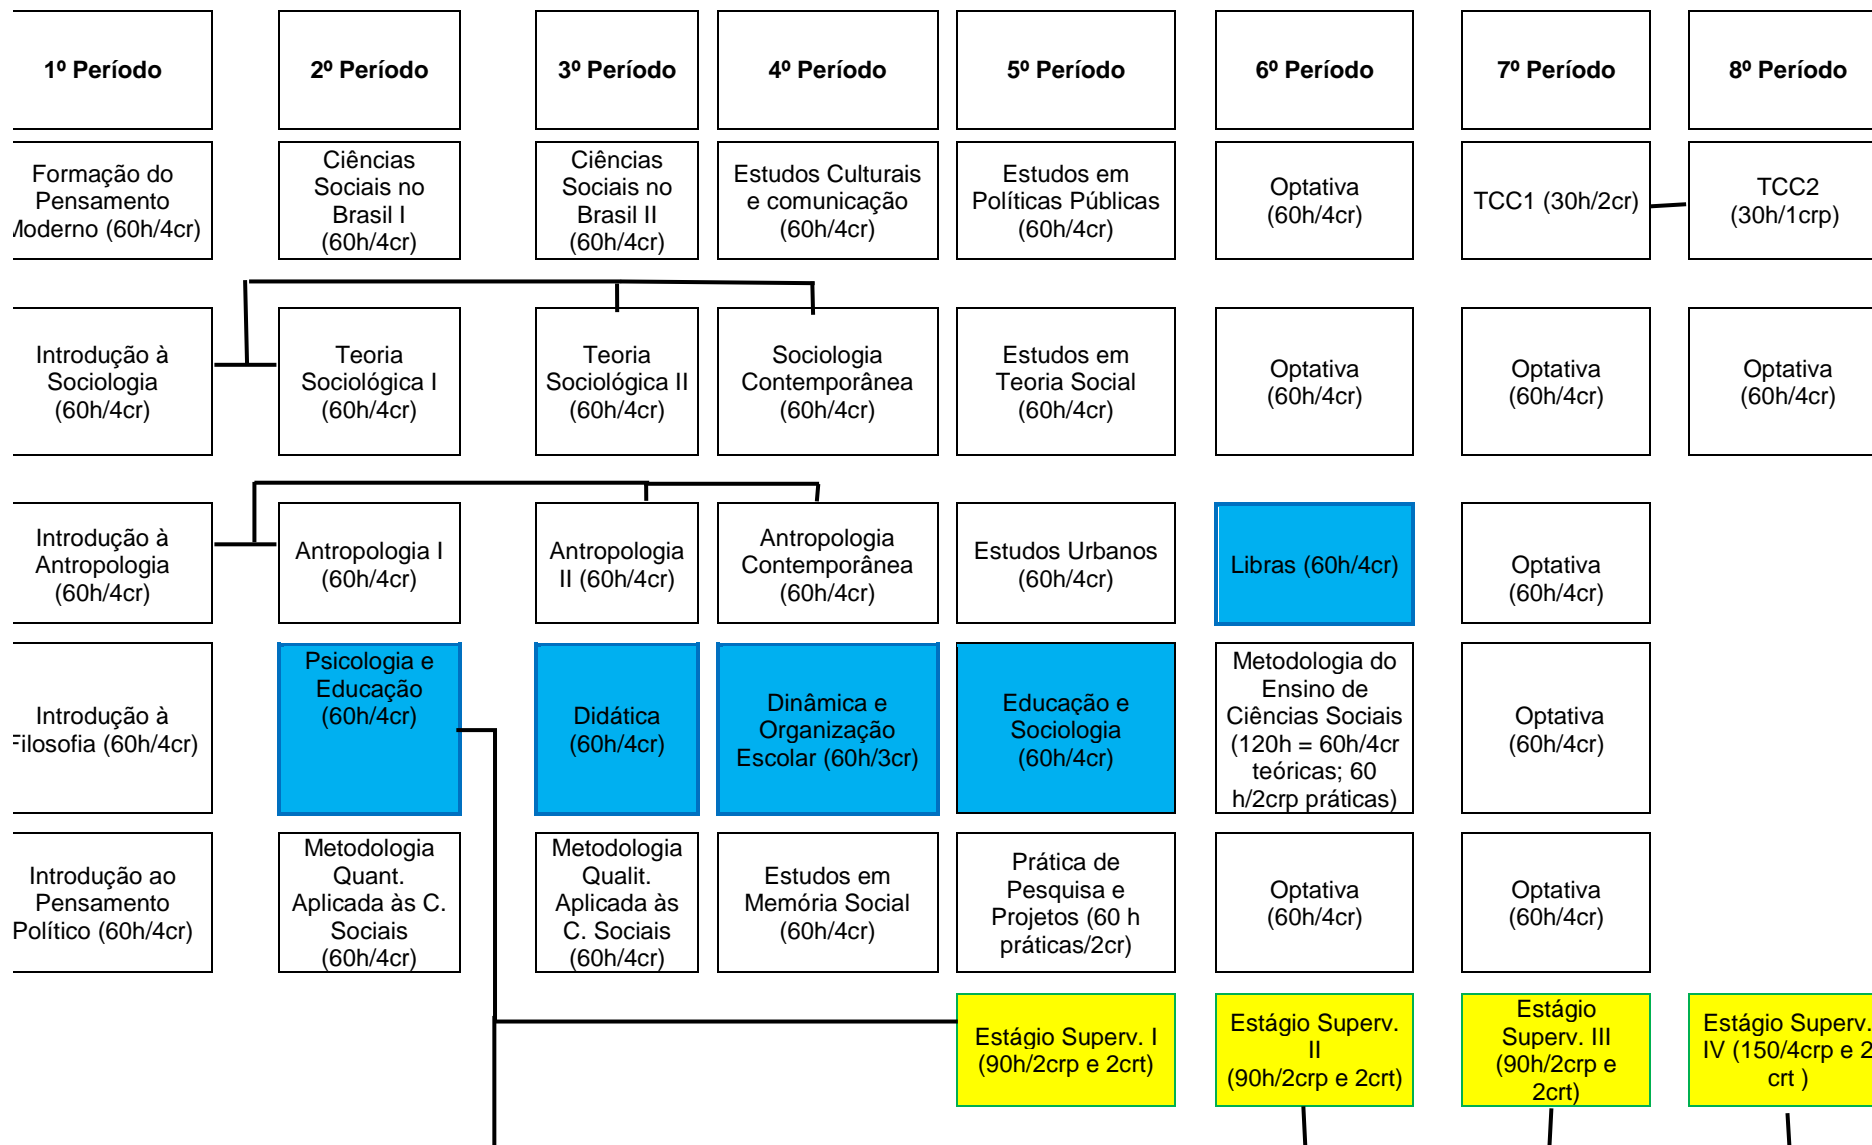 1º Período
2º Período
3º Período
4º Período
5º Período
6º Período
7º Período
8º Período
Formação do
Pensamento
Moderno (60h/4cr)
Ciências
Sociais no
Brasil I
(60h/4cr)
Ciências
Sociais no
Brasil II
(60h/4cr)
Estudos Culturais
e comunicação
(60h/4cr)
Estudos em
Políticas Públicas
(60h/4cr)
Optativa
(60h/4cr)
TCC1 (30h/2cr)
TCC2
(30h/1crp)
Introdução à
Sociologia
(60h/4cr)
Teoria
Sociológica I
(60h/4cr)
Teoria
Sociológica II
(60h/4cr)
Sociologia
Contemporânea
(60h/4cr)
Estudos em
Teoria Social
(60h/4cr)
Optativa
(60h/4cr)
Optativa
(60h/4cr)
Optativa
(60h/4cr)
Introdução à
Antropologia
(60h/4cr)
Antropologia I
(60h/4cr)
Antropologia
II (60h/4cr)
Antropologia
Contemporânea
(60h/4cr)
Estudos Urbanos
(60h/4cr)
Libras (60h/4cr)
Optativa
(60h/4cr)
Introdução à
Filosofia (60h/4cr)
Psicologia e
Educação
(60h/4cr)
Didática
(60h/4cr)
Dinâmica e
Organização
Escolar (60h/3cr)
Educação e
Sociologia
(60h/4cr)
Metodologia do
Ensino de
Ciências Sociais
(120h = 60h/4cr
teóricas; 60
h/2crp práticas)
Optativa
(60h/4cr)
Introdução ao
Pensamento
Político (60h/4cr)
Metodologia
Quant.
Aplicada às C.
Sociais
(60h/4cr)
Metodologia
Qualit.
Aplicada às
C. Sociais
(60h/4cr)
Estudos em
Memória Social
(60h/4cr)
Prática de
Pesquisa e
Projetos (60 h
práticas/2cr)
Optativa
(60h/4cr)
Optativa
(60h/4cr)
Estágio Superv. I
(90h/2crp e 2crt)
Estágio Superv.
II
(90h/2crp e 2crt)
Estágio
Superv. III
(90h/2crp e
2crt)
Estágio Superv.
IV (150/4crp e 2
crt )